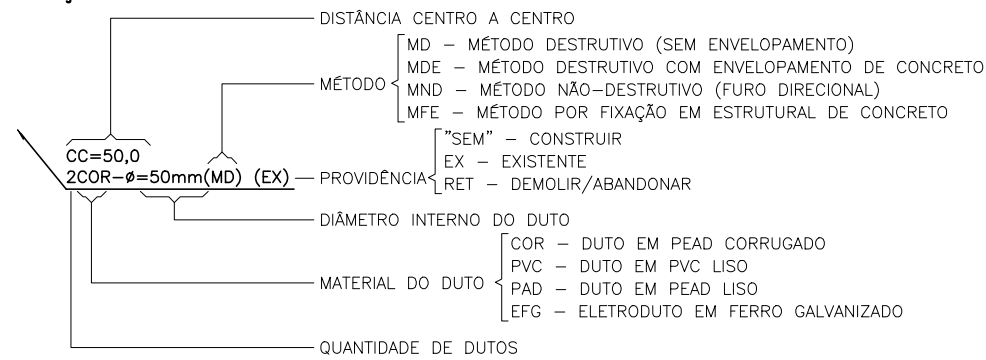 DISTÂNCIA CENTRO A CENTRO
MÉTODO
MD – MÉTODO DESTRUTIVO (SEM ENVELOPAMENTO)
MDE – MÉTODO DESTRUTIVO COM ENVELOPAMENTO DE CONCRETO
MND – MÉTODO NÃO-DESTRUTIVO (FURO DIRECIONAL)
MFE – MÉTODO POR FIXAÇÃO EM ESTRUTURAL DE CONCRETO
CC=50,0
2COR-ø=50mm(MD) (EX)
PROVIDÊNCIA
"SEM" – CONSTRUIR
EX – EXISTENTE
RET – DEMOLIR/ABANDONAR
DIÂMETRO INTERNO DO DUTO
MATERIAL DO DUTO
COR – DUTO EM PEAD CORRUGADO
PVC – DUTO EM PVC LISO
PAD – DUTO EM PEAD LISO
EFG – ELETRODUTO EM FERRO GALVANIZADO
QUANTIDADE DE DUTOS